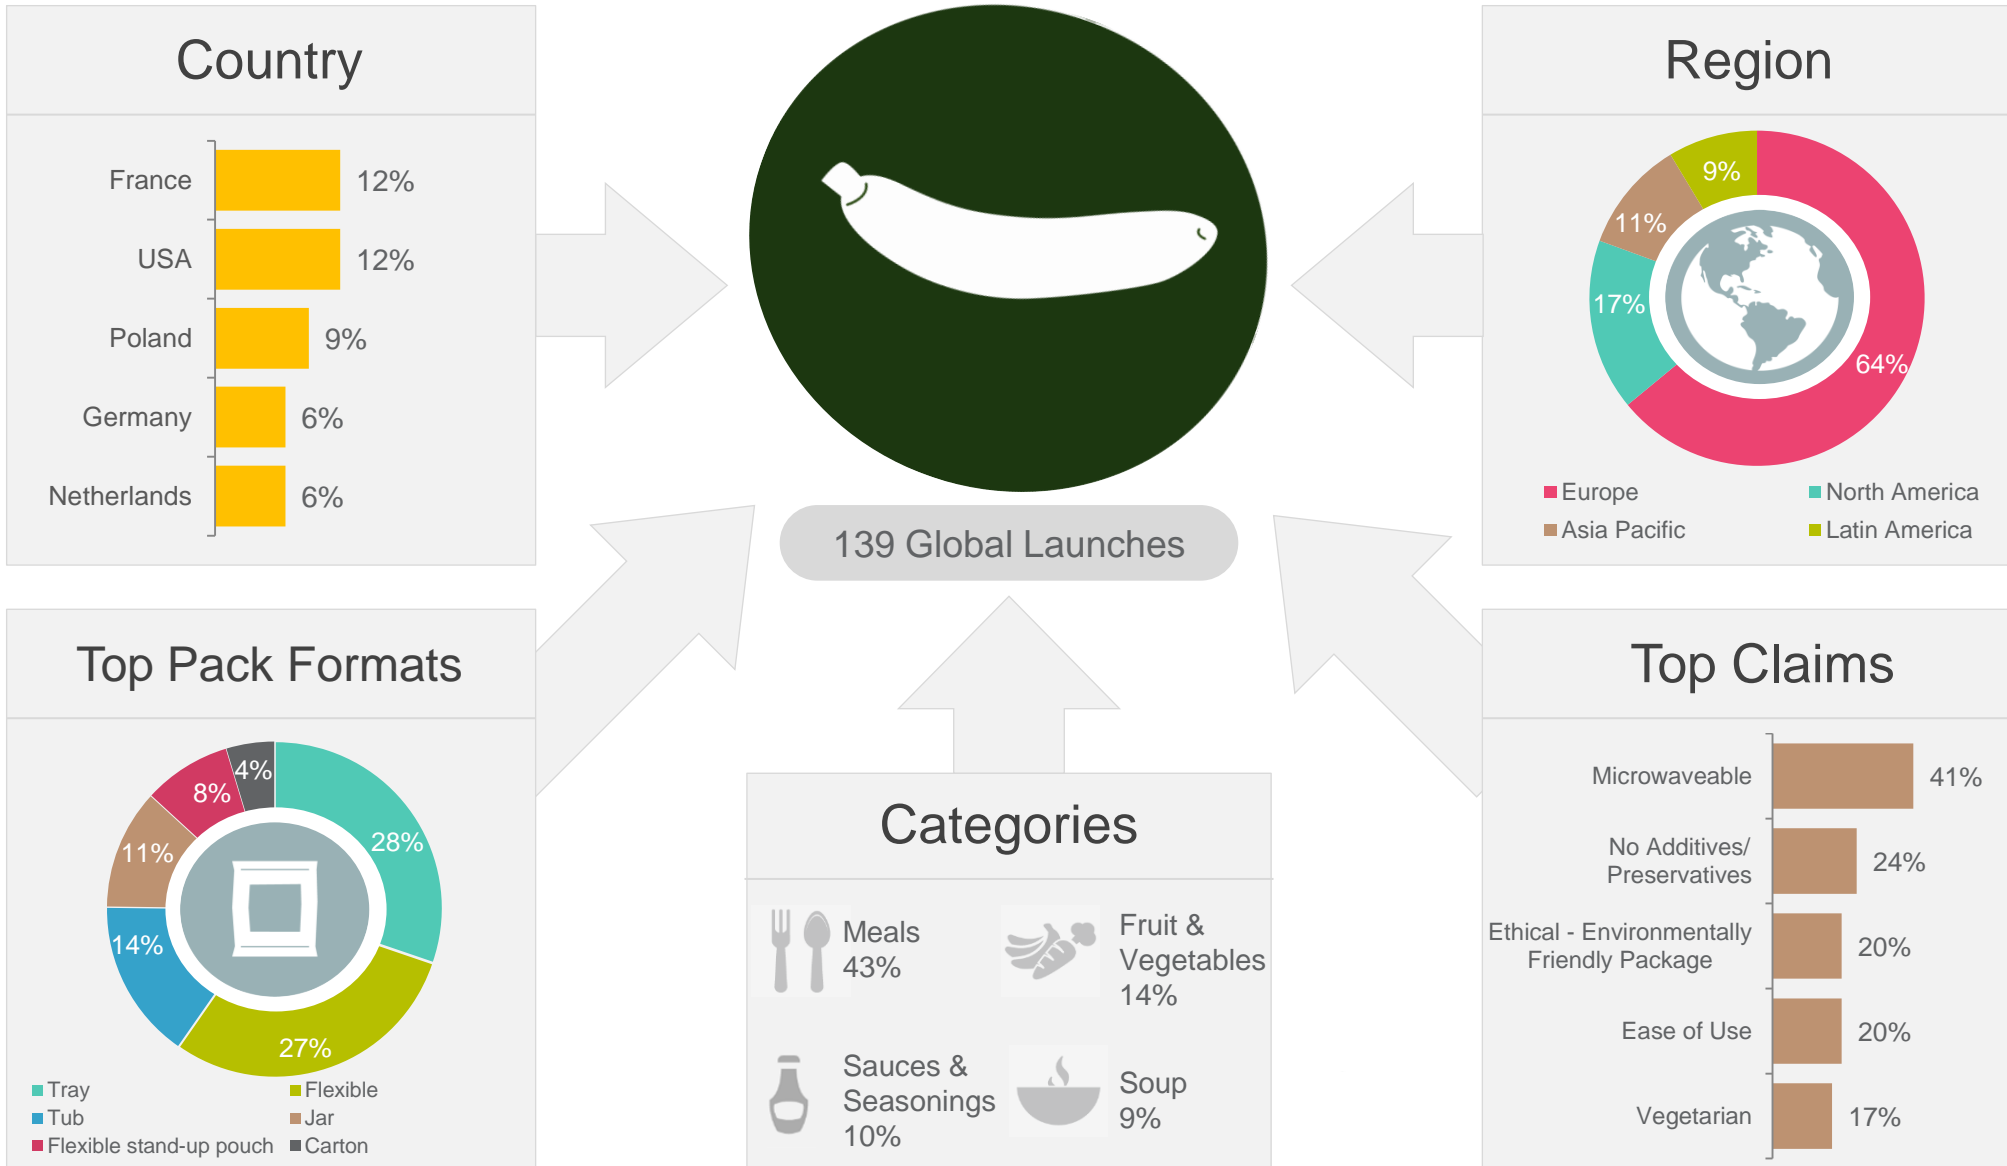 Country
France 12%
USA 12%
Poland 9%
Germany 6%
Netherlands 6%
139 Global Launches
Region
9%
11%
17%
64%
Europe
North America
Asia Pacific
Latin America
Top Pack Formats
4%
8%
28%
11%
14%
27%
Tray
Flexible
Tub
Jar
Flexible stand-up pouch
Carton
Categories
Meals
43%
Fruit &
Vegetables
14%
Sauces &
Seasonings
10%
Soup
9%
Top Claims
Microwaveable 41%
No Additives/
Preservatives
24%
Ethical - Environmentally
Friendly Package
20%
Ease of Use 20%
Vegetarian 17%